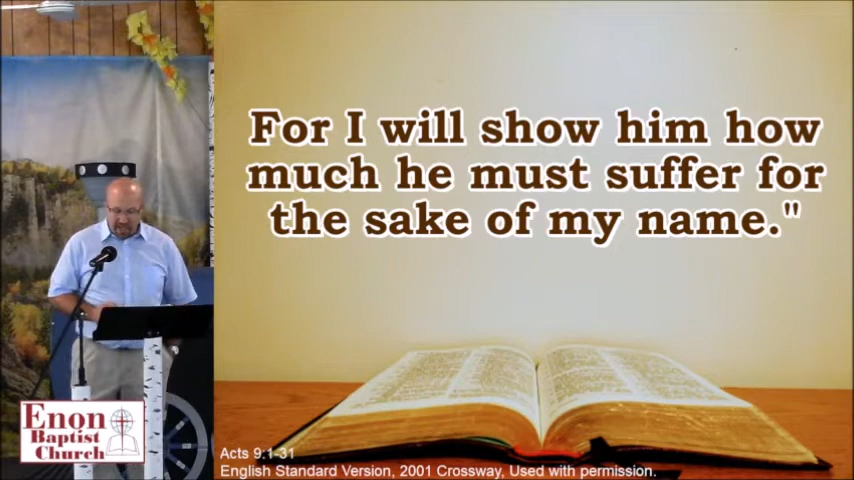 For I will show him how
much he must suffer for
the sake of my name."
Enon
Baptist
Church
Acts 9:1-31
English Standard Version, 2001 Crossway, Used with permission.